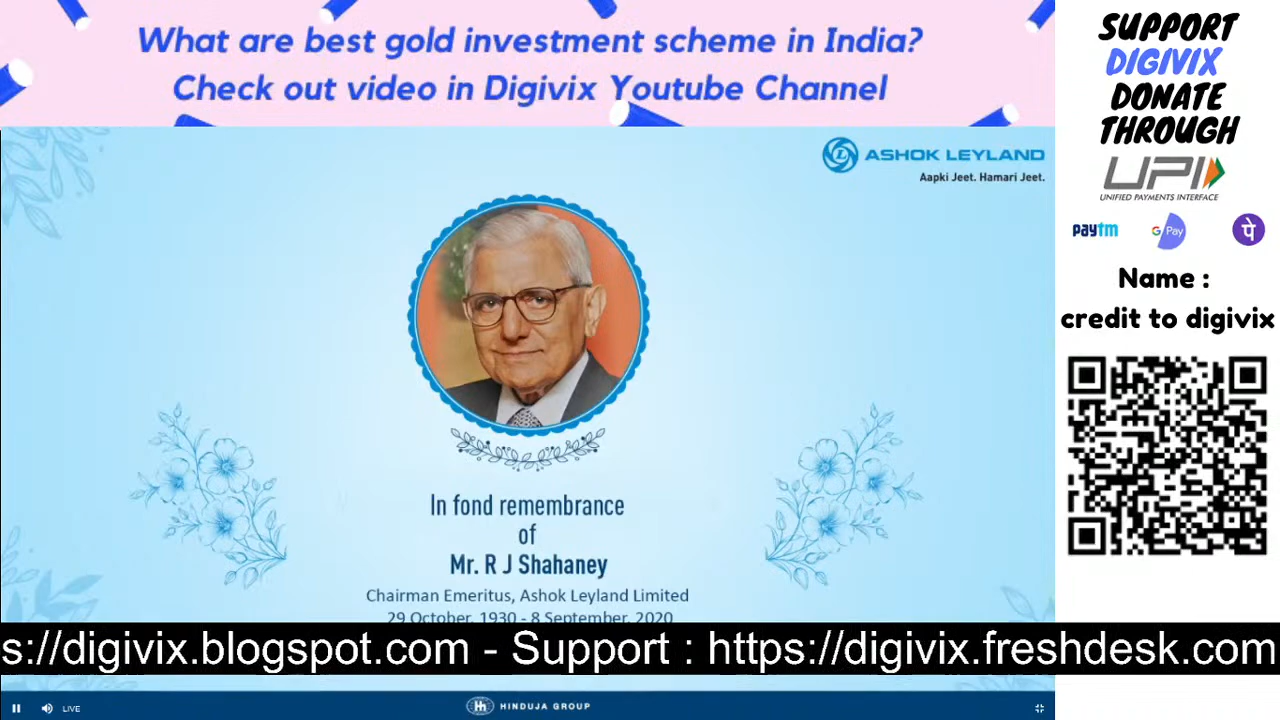 What are best gold investment scheme in India?
Check out video in Digivix Youtube Channel
ASHOK LEYLAND
Aapki Jeet. Hamari Jeet.
In fond remembrance
of
Mr. R J Shahaney
Chairman Emeritus, Ashok Leyland Limited
29 October, 1930 - 8 September, 2020
s://digivix.blogspot.com - Support : https://digivix.freshdesk.com
LIVE
HINDUJA GROUP
SUPPORT
DIGIVIX
DONATE
THROUGH
UPI
UNIFIED PAYMENTS INTERFACE
paytm
G Pay
पे
Name :
credit to digivix